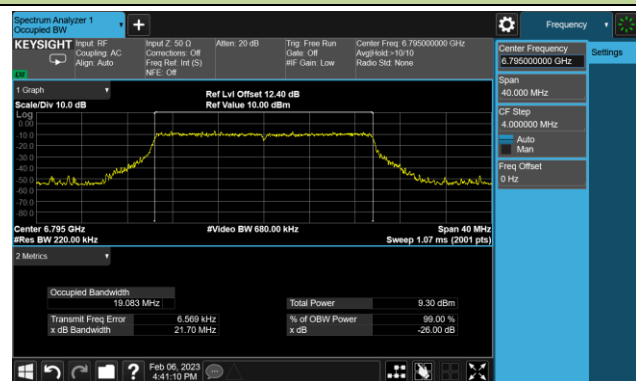 Spectrum Analyzer 1
Occupied BW
+
Frequency
KEYSIGHT
Input: RF
Coupling: AC
Align: Auto
Input Z: 50 Ω
Corrections: Off
Freq Ref: Int (S)
NFE: Off
Atten: 20 dB
Trig: Free Run
Gate: Off
#IF Gain: Low
Center Freq: 6.795000000 GHz
Avg|Hold:>10/10
Radio Std: None
Center Frequency
6.795000000 GHz
Settings
Span
40.000 MHz
CF Step
4.000000 MHz
Auto
Man
Freq Offset
0 Hz
1 Graph
Scale/Div 10.0 dB
Ref Lvl Offset 12.40 dB
Ref Value 10.00 dBm
Log
0.00
-10.0
-20.0
-30.0
-40.0
-50.0
-60.0
-70.0
-80.0
Center 6.795 GHz
#Video BW 680.00 kHz
Span 40 MHz
#Res BW 220.00 kHz
Sweep 1.07 ms (2001 pts)
2 Metrics
Occupied Bandwidth
19.083 MHz
Total Power 9.30 dBm
Transmit Freq Error 6.569 kHz
% of OBW Power 99.00 %
x dB Bandwidth 21.70 MHz
x dB -26.00 dB
?
Feb 06, 2023
4:41:10 PM